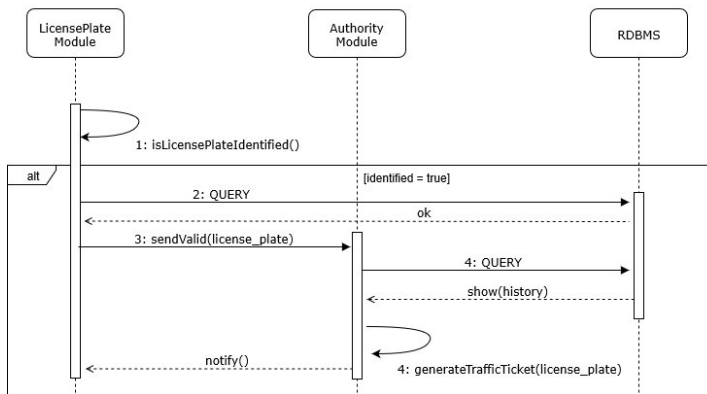 LicensePlate
Module
Authority
Module
RDBMS
1: isLicensePlateIdentified()
alt
[identified = true]
2: QUERY
ok
3: sendValid(license_plate)
4: QUERY
show(history)
notify()
4: generateTrafficTicket(license_plate)